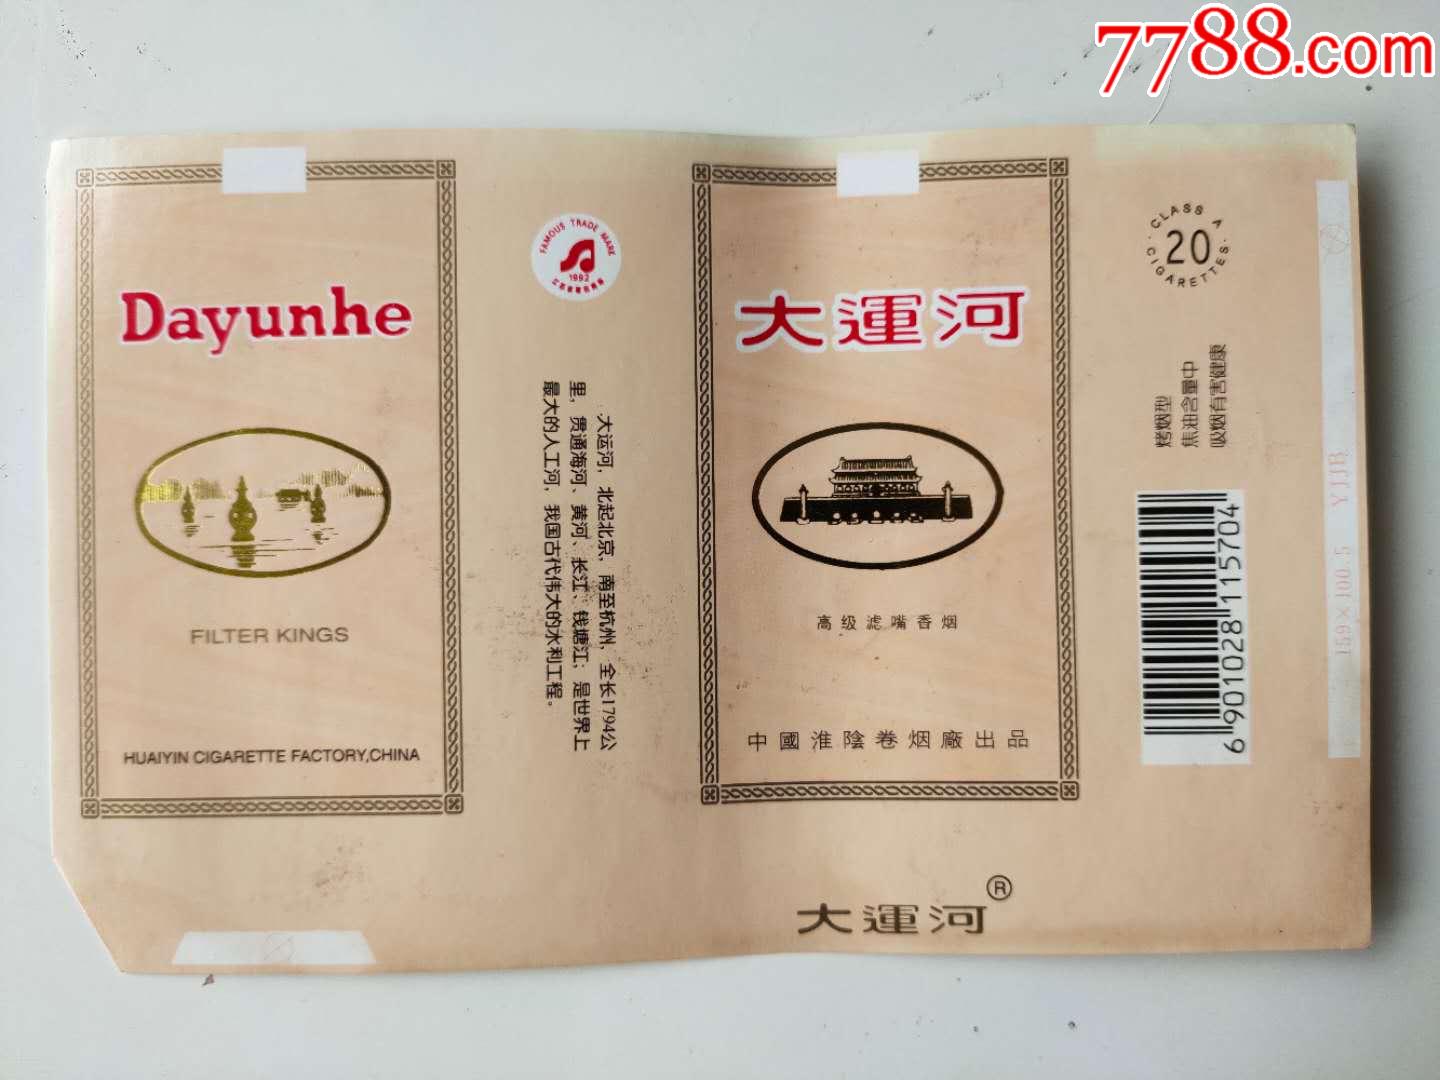 7788.com
Dayunhe
FILTER KINGS
HUAIYIN CIGARETTE FACTORY,CHINA
FAMOUS TRADE MARK
1992
大运河，北起北京，南至杭州，全长1794公
里，贯通海河、黄河、长江、钱塘江；是世界上
最大的人工河，我国古代伟大的水利工程。
大運河
高级滤嘴香烟
中國淮陰卷烟廠出品
大運河®
CLASS A
20
CIGARETTES
烤烟型
焦油含量中
吸烟有害健康
6901028115704
159×100.5 YJJB